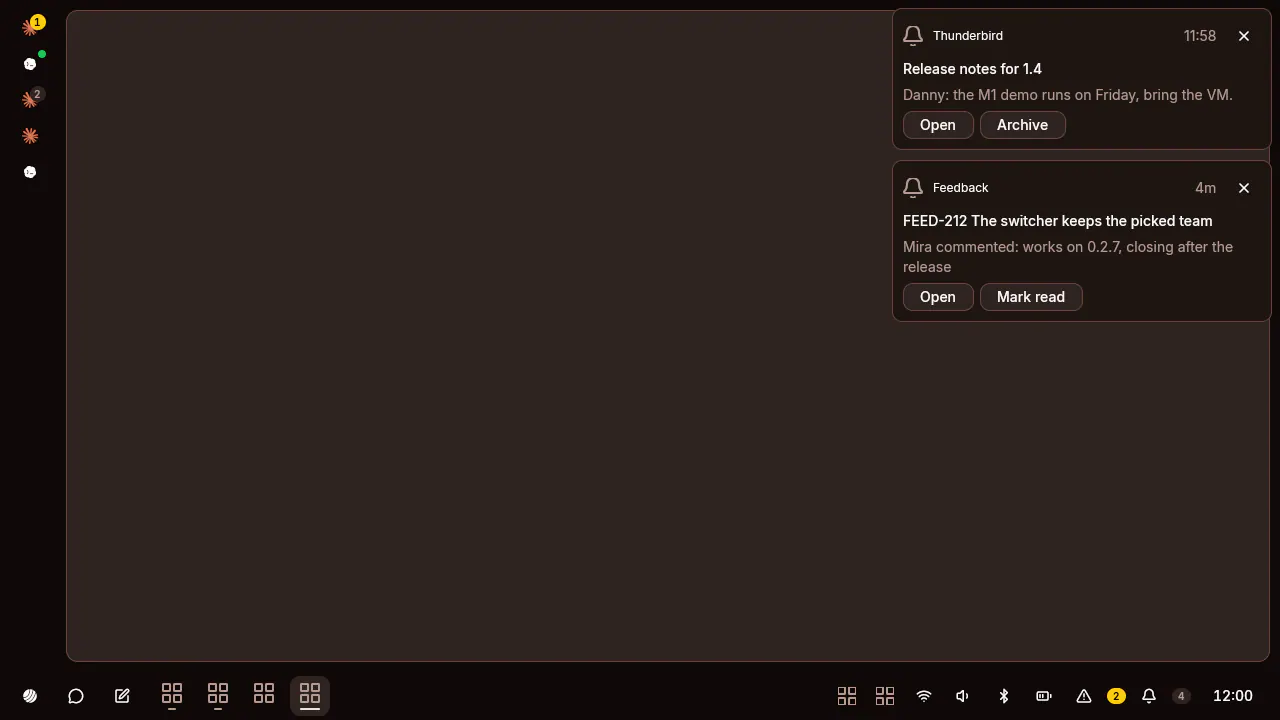 1
2
Thunderbird 11:58
Release notes for 1.4
Danny: the M1 demo runs on Friday, bring the VM.
Open Archive
Feedback 4m
FEED-212 The switcher keeps the picked team
Mira commented: works on 0.2.7, closing after the
release
Open Mark read
2 4 12:00